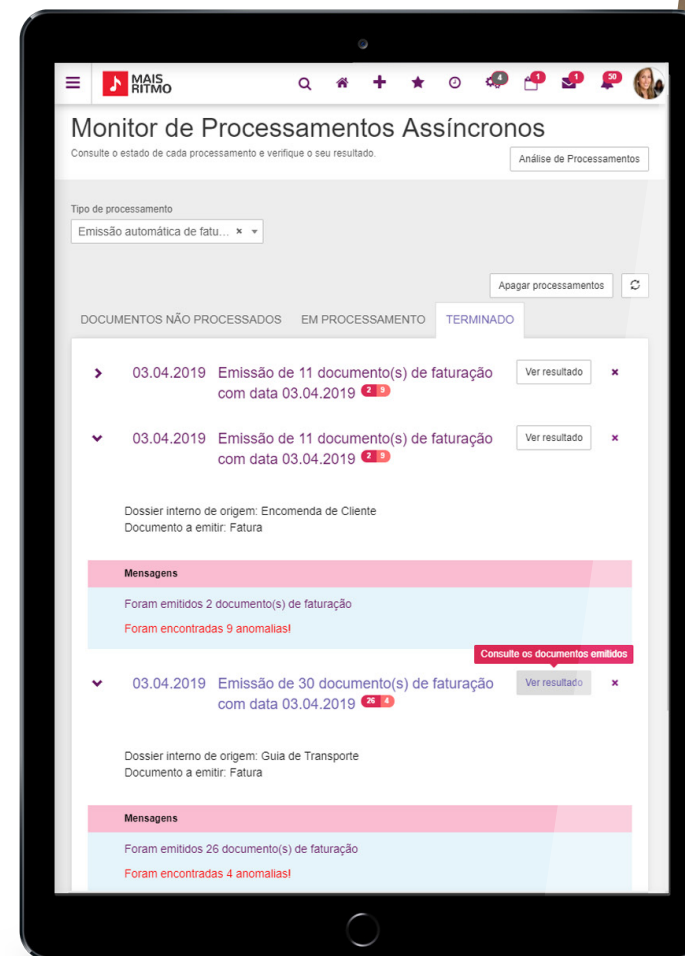 MAIS
RITMO
4
1
1
50
Monitor de Processamentos Assíncronos
Consulte o estado de cada processamento e verifique o seu resultado.
Análise de Processamentos
Tipo de processamento
Emissão automática de fatu... ×
Apagar processamentos
DOCUMENTOS NÃO PROCESSADOS EM PROCESSAMENTO TERMINADO
03.04.2019 Emissão de 11 documento(s) de faturação Ver resultado ×
com data 03.04.2019 2 9
03.04.2019 Emissão de 11 documento(s) de faturação Ver resultado ×
com data 03.04.2019 2 9
Dossier interno de origem: Encomenda de Cliente
Documento a emitir: Fatura
Mensagens
Foram emitidos 2 documento(s) de faturação
Foram encontradas 9 anomalias!
Consulte os documentos emitidos
03.04.2019 Emissão de 30 documento(s) de faturação Ver resultado ×
com data 03.04.2019 26 4
Dossier interno de origem: Guia de Transporte
Documento a emitir: Fatura
Mensagens
Foram emitidos 26 documento(s) de faturação
Foram encontradas 4 anomalias!